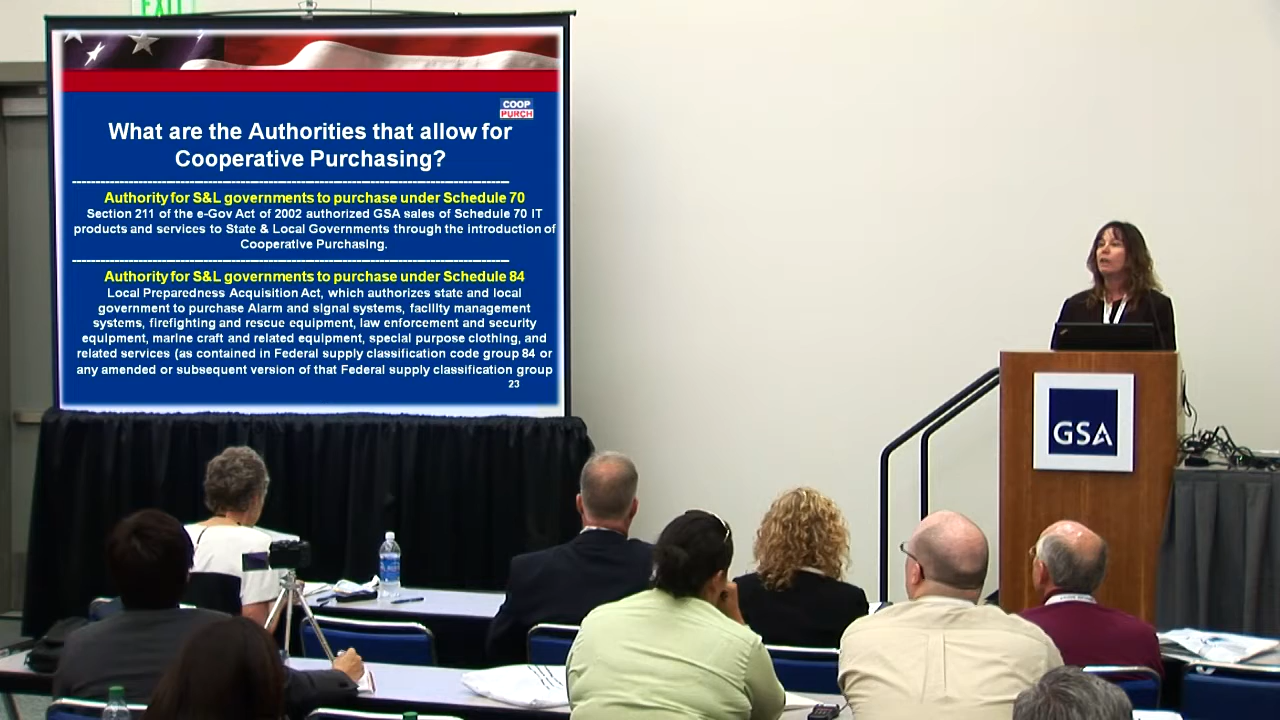 EXIT
COOP
PURCH
What are the Authorities that allow for
Cooperative Purchasing?
Authority for S&L governments to purchase under Schedule 70
Section 211 of the e-Gov Act of 2002 authorized GSA sales of Schedule 70 IT
products and services to State & Local Governments through the introduction of
Cooperative Purchasing.
Authority for S&L governments to purchase under Schedule 84
Local Preparedness Acquisition Act, which authorizes state and local
government to purchase Alarm and signal systems, facility management
systems, firefighting and rescue equipment, law enforcement and security
equipment, marine craft and related equipment, special purpose clothing, and
related services (as contained in Federal supply classification code group 84 or
any amended or subsequent version of that Federal supply classification group
23
GSA